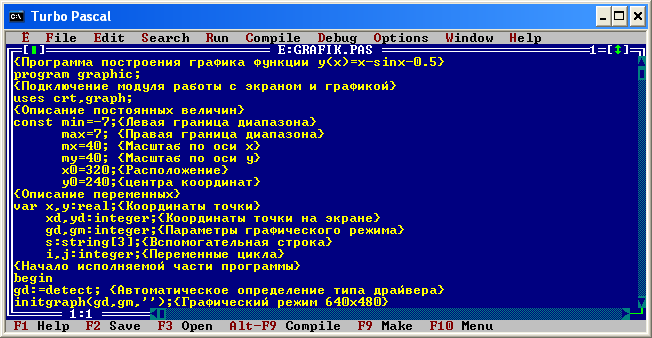 Turbo Pascal
Ё File Edit Search Run Compile Debug Options Window Help
E:GRAFIK.PAS 1=[↕]
{Программа построения графика функции y(x)=x-sinx-0.5}
program graphic;
{Подключение модуля работы с экраном и графикой}
uses crt,graph;
{Описание постоянных величин}
const min=-7;{Левая граница диапазона}
max=7; {Правая граница диапазона}
mx=40; {Масштаб по оси x}
my=40; {Масштаб по оси y}
x0=320;{Расположение}
y0=240;{центра координат}
{Описание переменных}
var x,y:real;{Координаты точки}
xd,yd:integer;{Координаты точки на экране}
gd,gm:integer;{Параметры графического режима}
s:string[3];{Вспомогательная строка}
i,j:integer;{Переменные цикла}
{Начало исполняемой части программы}
begin
gd:=detect; {Автоматическое определение типа драйвера}
initgraph(gd,gm,'');{Графический режим 640x480}
1:1
F1 Help F2 Save F3 Open Alt-F9 Compile F9 Make F10 Menu